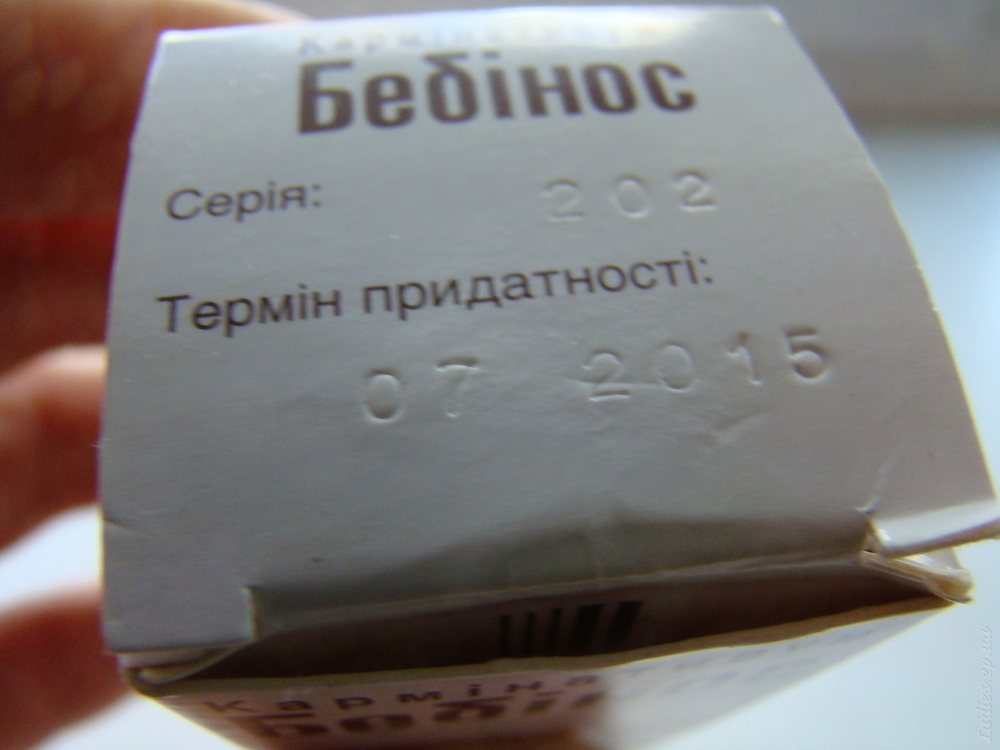 Бебінос
Серія: 202
Термін придатності:
07 2015